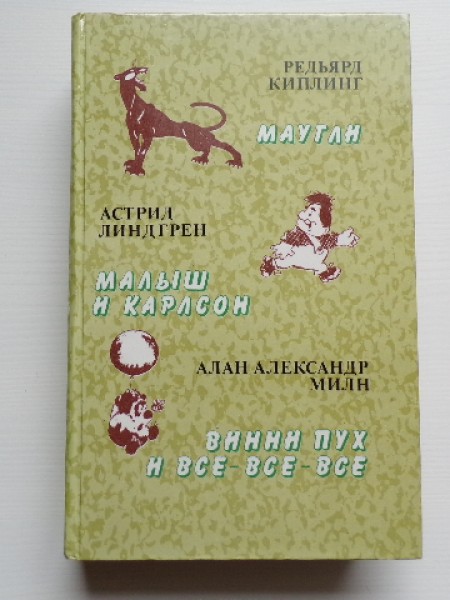 РЕДЬЯРД
КИПЛИНГ
МАУГЛИ
АСТРИД
ЛИНДГРЕН
МАЛЫШ
И КАРЛСОН
АЛАН АЛЕКСАНДР
МИЛН
ВИННИ ПУХ
И ВСЕ-ВСЕ-ВСЕ